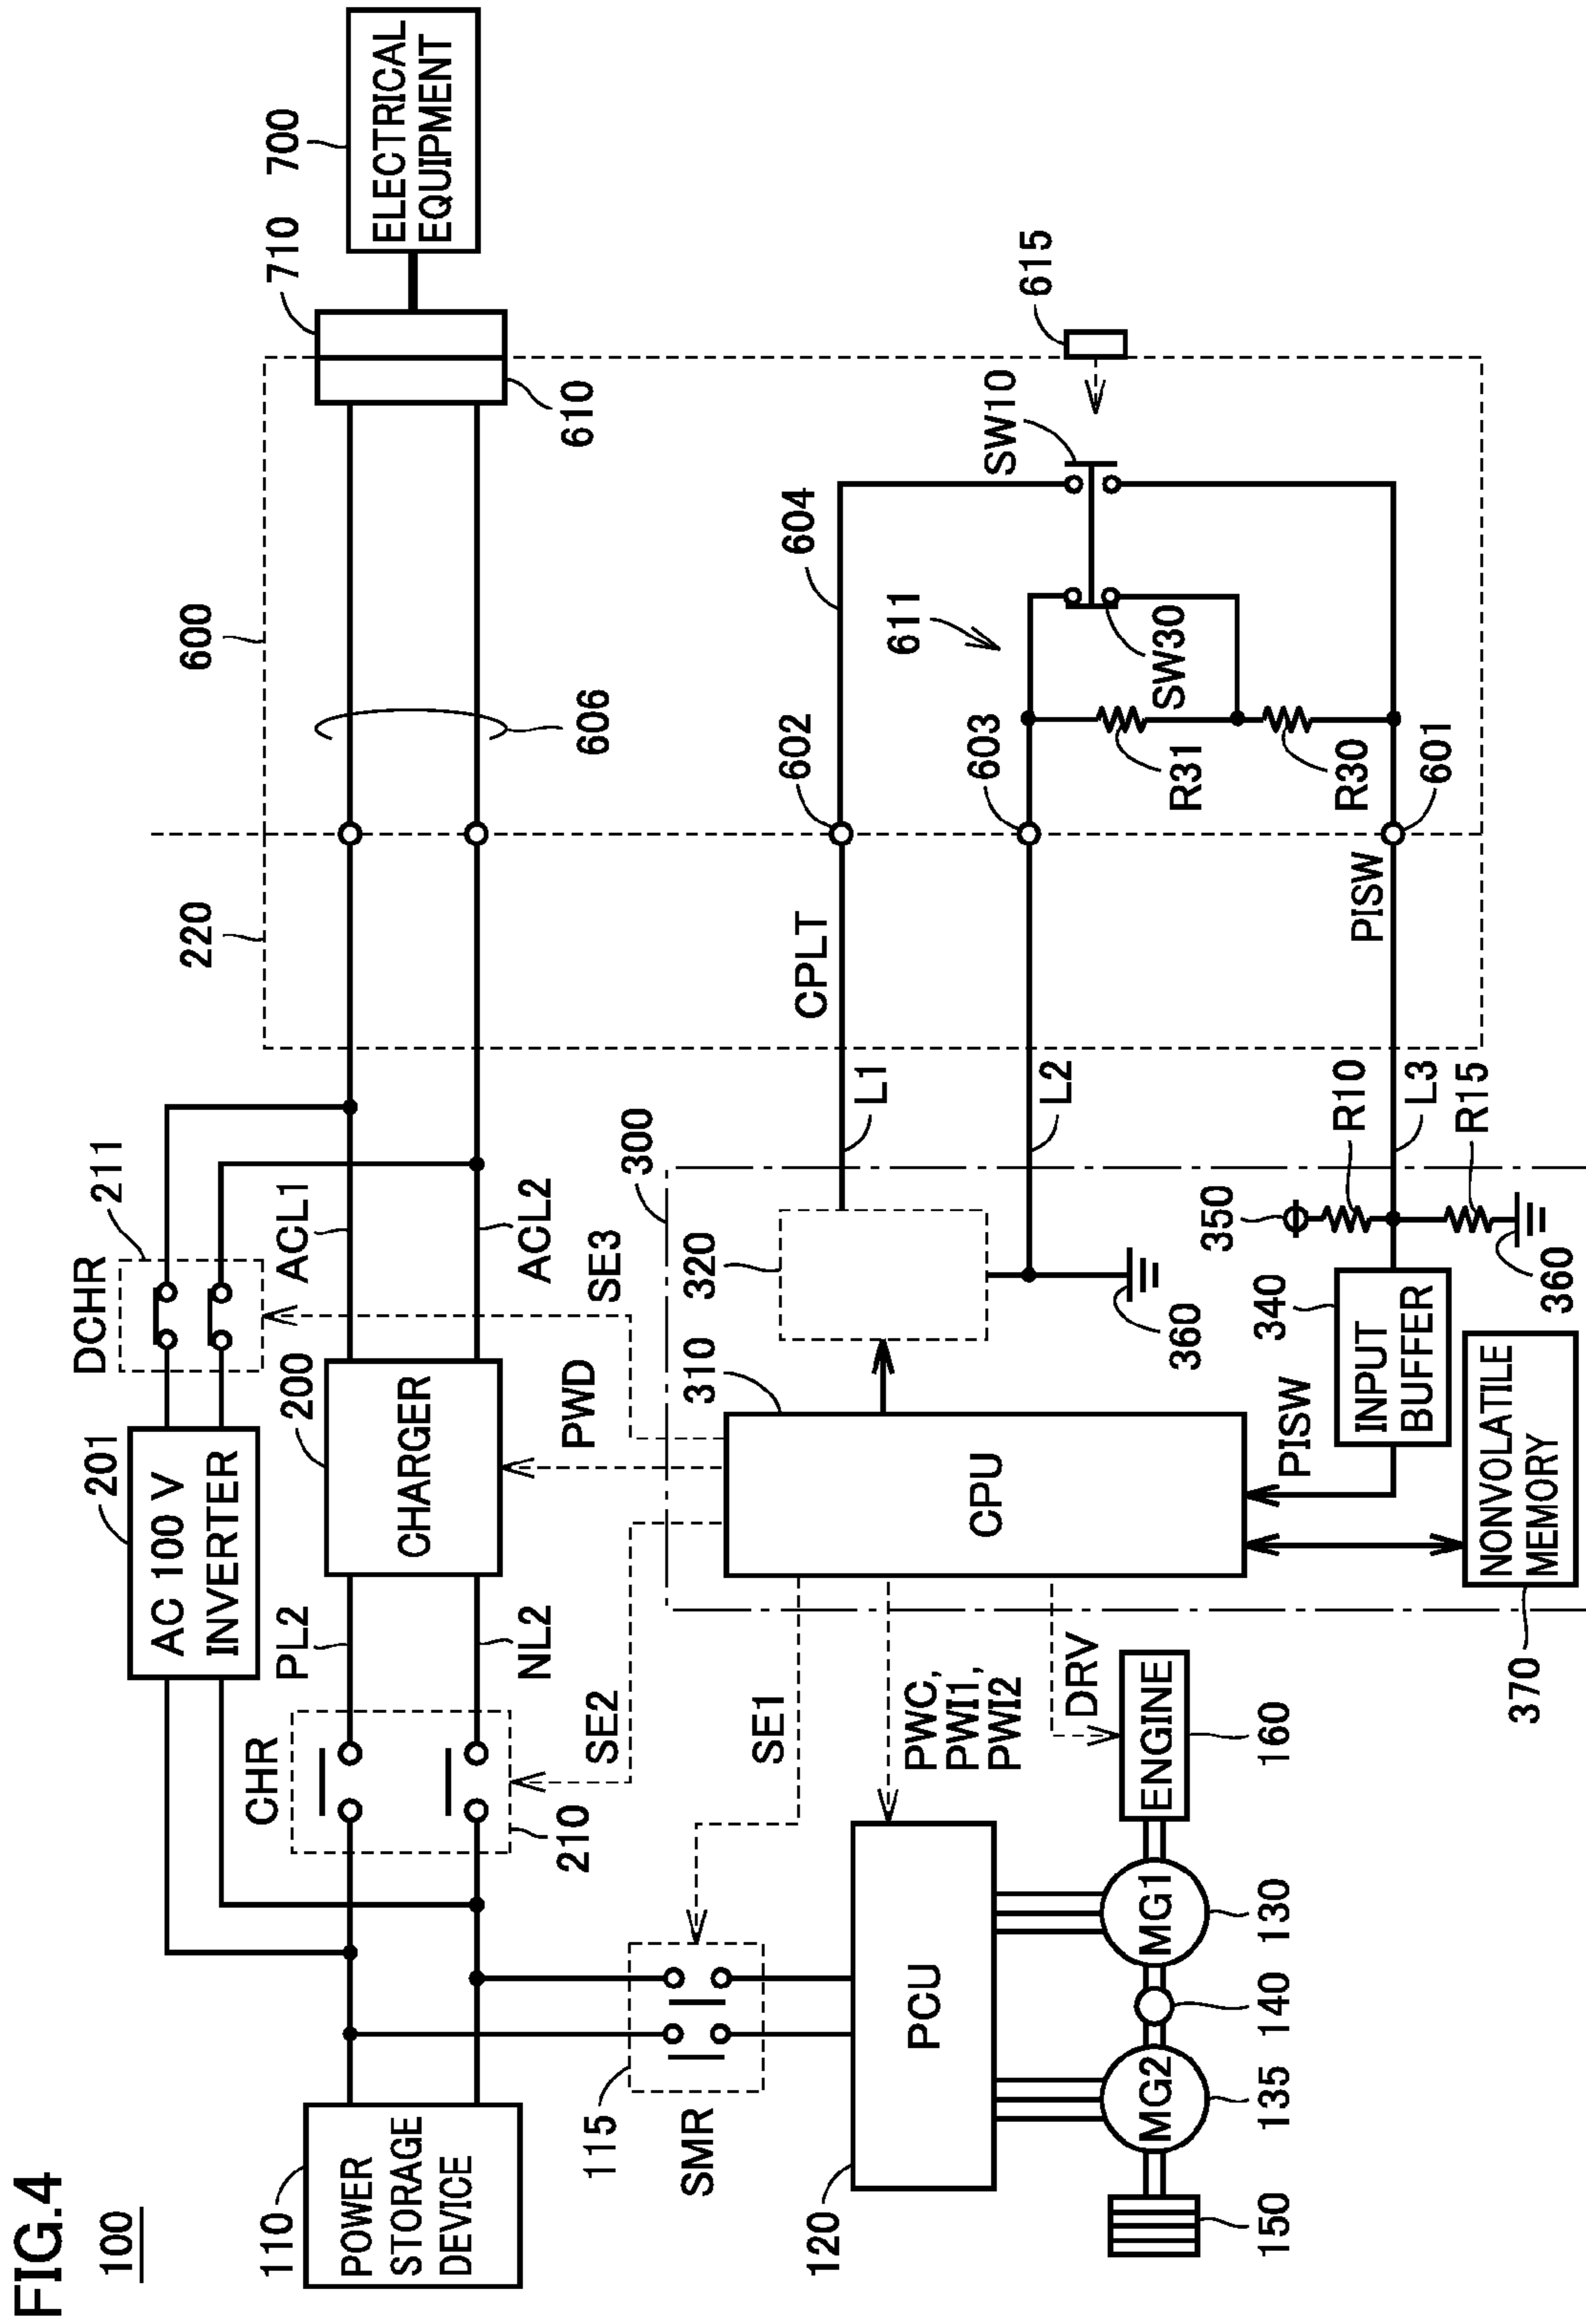 FIG.4
100
110
POWER
STORAGE
DEVICE
115
SMR
120
PCU
150
MG2
135
140
MG1
130
ENGINE
160
DRV
PWC,
PWI1,
PWI2
SE1
SE2
CHR
210
PL2
NL2
201
AC 100 V
INVERTER
200
CHARGER
DCHR
211
ACL1
ACL2
SE3
PWD
300
310
CPU
320
360
PISW
340
INPUT
BUFFER
370
NONVOLATILE
MEMORY
350
R10
R15
360
L1
L2
L3
220
CPLT
PISW
600
602
603
601
606
604
611
SW10
SW30
R31
R30
615
610
710
700
ELECTRICAL
EQUIPMENT